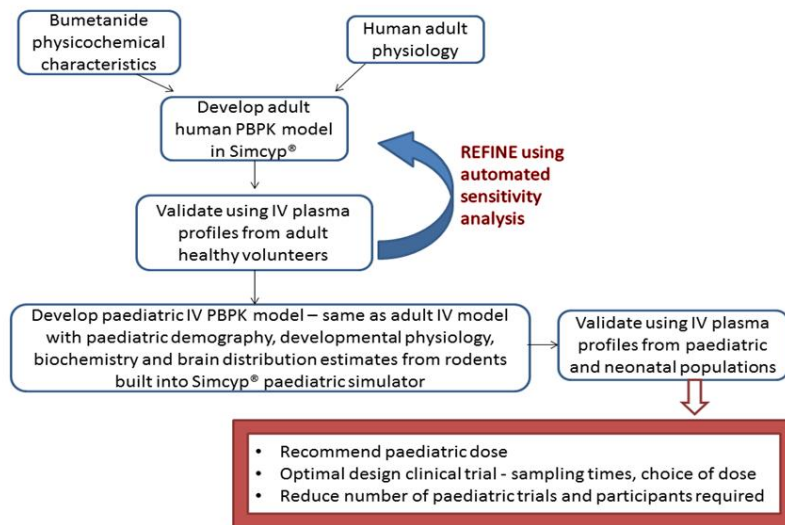 Bumetanide
physicochemical
characteristics
Human adult
physiology
Develop adult
human PBPK model
in Simcyp®
REFINE using
automated
sensitivity
analysis
Validate using IV plasma
profiles from adult
healthy volunteers
Develop paediatric IV PBPK model – same as adult IV model
with paediatric demography, developmental physiology,
biochemistry and brain distribution estimates from rodents
built into Simcyp® paediatric simulator
Validate using IV plasma
profiles from paediatric
and neonatal populations
• Recommend paediatric dose
• Optimal design clinical trial - sampling times, choice of dose
• Reduce number of paediatric trials and participants required